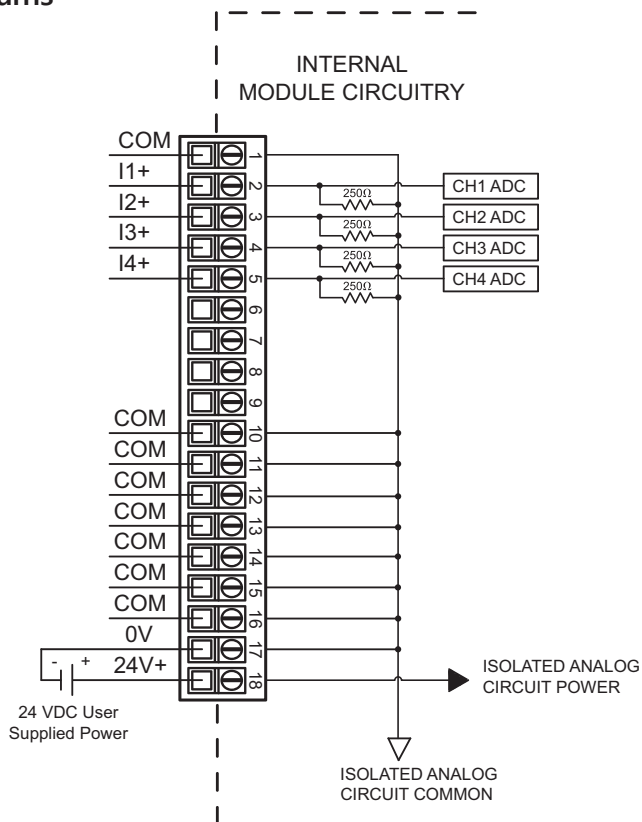 INTERNAL
MODULE CIRCUITRY
COM
1
I1+
2
250Ω
CH1 ADC
I2+
3
250Ω
CH2 ADC
I3+
4
250Ω
CH3 ADC
I4+
5
250Ω
CH4 ADC
6
7
8
9
COM
10
COM
11
COM
12
COM
13
COM
14
COM
15
COM
16
0V
17
- +
24V+
18
24 VDC User
Supplied Power
ISOLATED ANALOG
CIRCUIT POWER
ISOLATED ANALOG
CIRCUIT COMMON